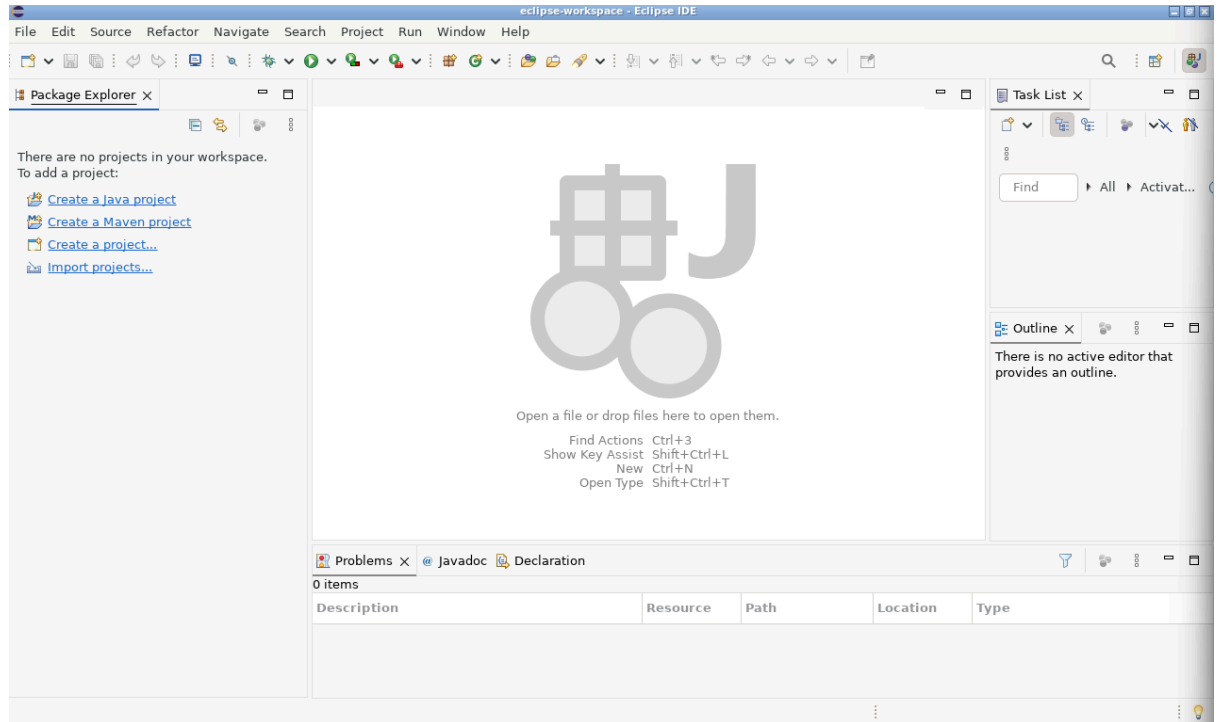 eclipse-workspace - Eclipse IDE
File Edit Source Refactor Navigate Search Project Run Window Help
Package Explorer
There are no projects in your workspace.
To add a project:
Create a Java project
Create a Maven project
Create a project...
Import projects...
Open a file or drop files here to open them.
Find Actions Ctrl+3
Show Key Assist Shift+Ctrl+L
New Ctrl+N
Open Type Shift+Ctrl+T
Task List
Find All Activat...
Outline
There is no active editor that
provides an outline.
Problems @ Javadoc Declaration
0 items
Description Resource Path Location Type